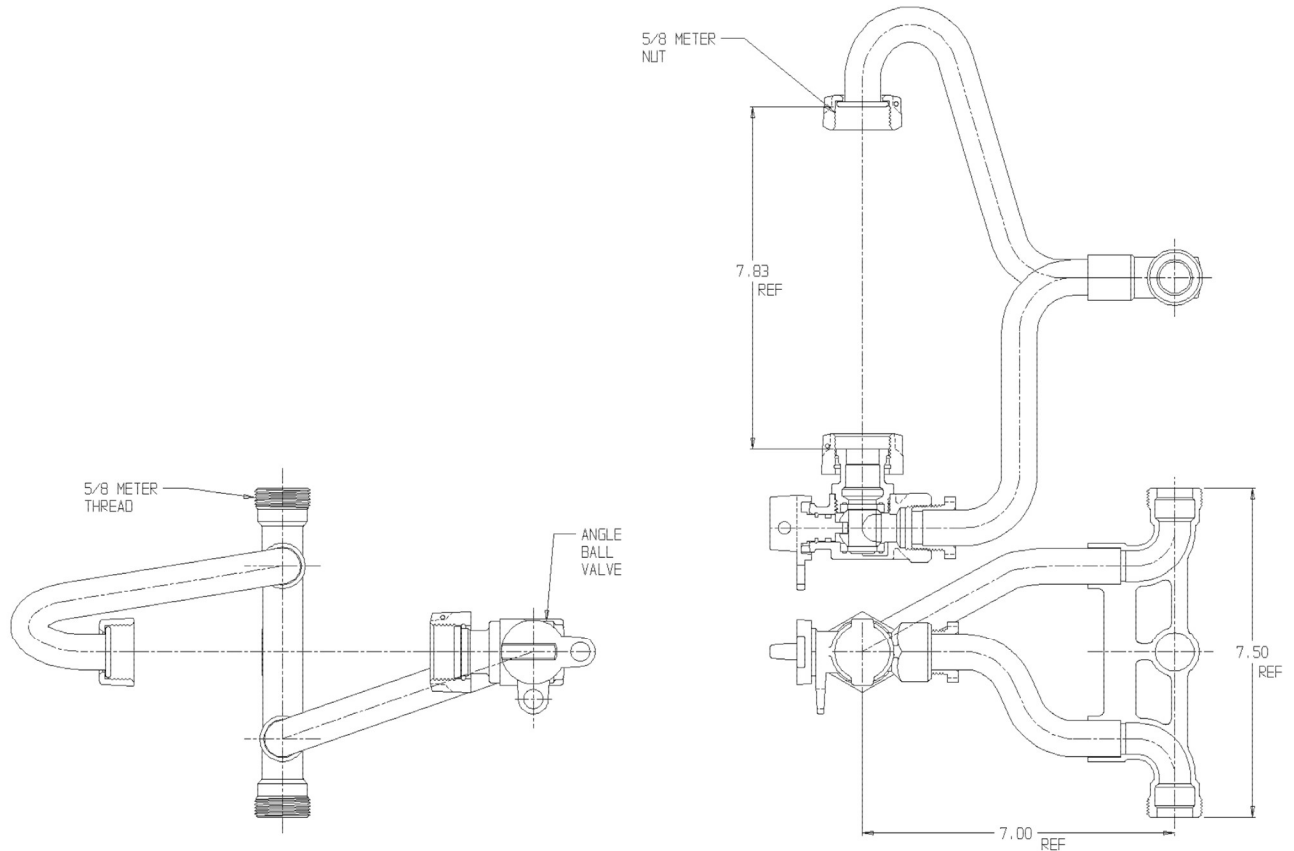 5/8 METER
NUT
7.83
REF
5/8 METER
THREAD
ANGLE
BALL
VALVE
7.50
REF
7.00
REF